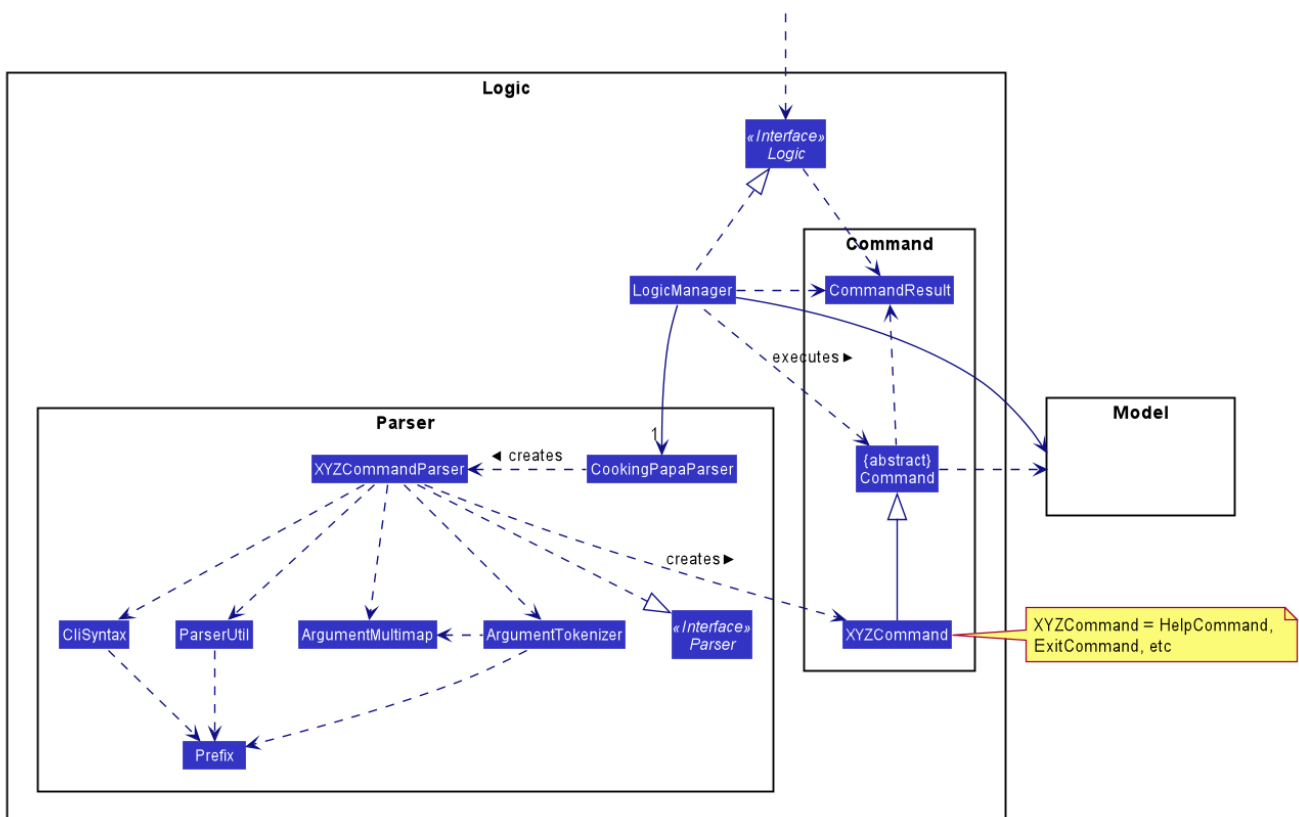 Logic
«Interface»
Logic
Command
LogicManager
CommandResult
executes ►
Model
Parser
1
◄ creates
XYZCommandParser
CookingPapaParser
{abstract}
Command
creates ►
CliSyntax
ParserUtil
ArgumentMultimap
ArgumentTokenizer
«Interface»
Parser
XYZCommand
XYZCommand = HelpCommand,
ExitCommand, etc
Prefix